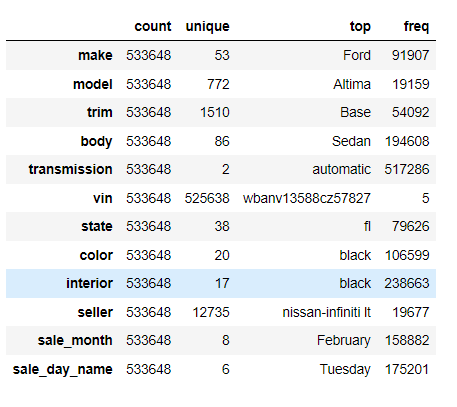 count unique top freq
make 533648 53 Ford 91907
model 533648 772 Altima 19159
trim 533648 1510 Base 54092
body 533648 86 Sedan 194608
transmission 533648 2 automatic 517286
vin 533648 525638 wbanv13588cz57827 5
state 533648 38 fl 79626
color 533648 20 black 106599
interior 533648 17 black 238663
seller 533648 12735 nissan-infiniti lt 19677
sale_month 533648 8 February 158882
sale_day_name 533648 6 Tuesday 175201